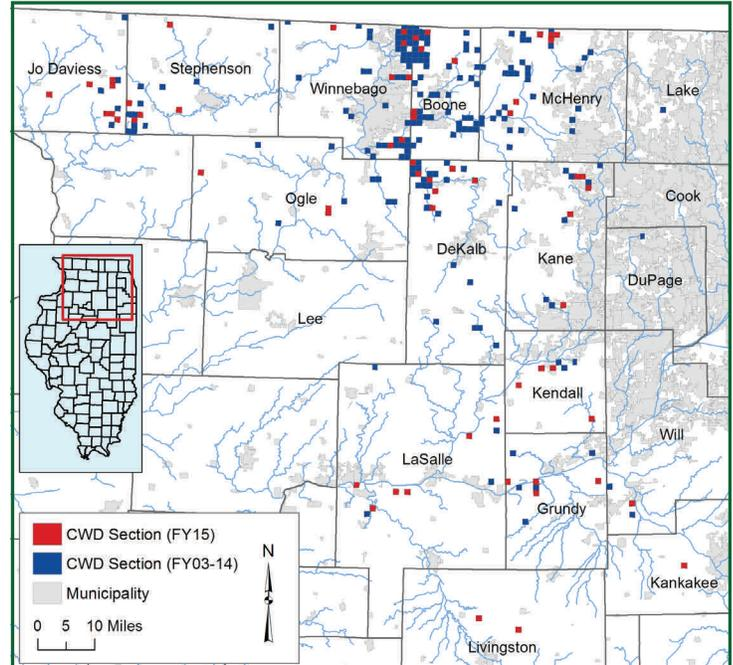 Jo Daviess
Stephenson
Winnebago
Boone
McHenry
Lake
Ogle
DeKalb
Kane
Cook
DuPage
Lee
Kendall
Will
LaSalle
Grundy
Kankakee
Livingston
CWD Section (FY15)
CWD Section (FY03-14)
Municipality
N
0 5 10 Miles